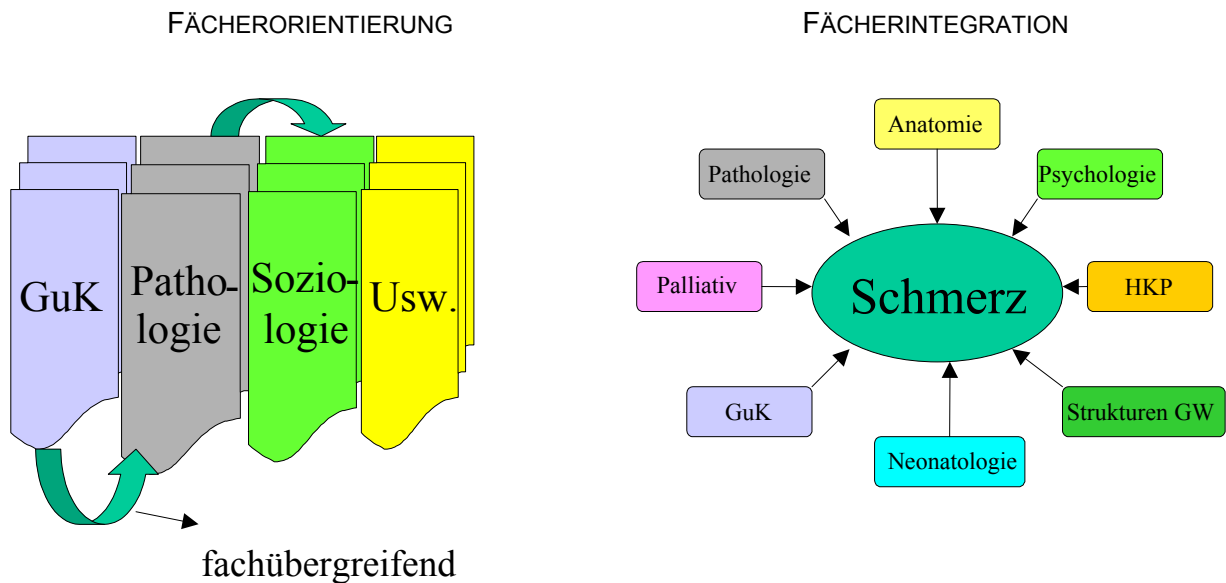 FÄCHERORIENTIERUNG
GuK
Patho-
logie
Sozio-
logie
Usw.
fachübergreifend
FÄCHERINTEGRATION
Anatomie
Pathologie
Psychologie
Palliativ
Schmerz
HKP
GuK
Strukturen GW
Neonatologie